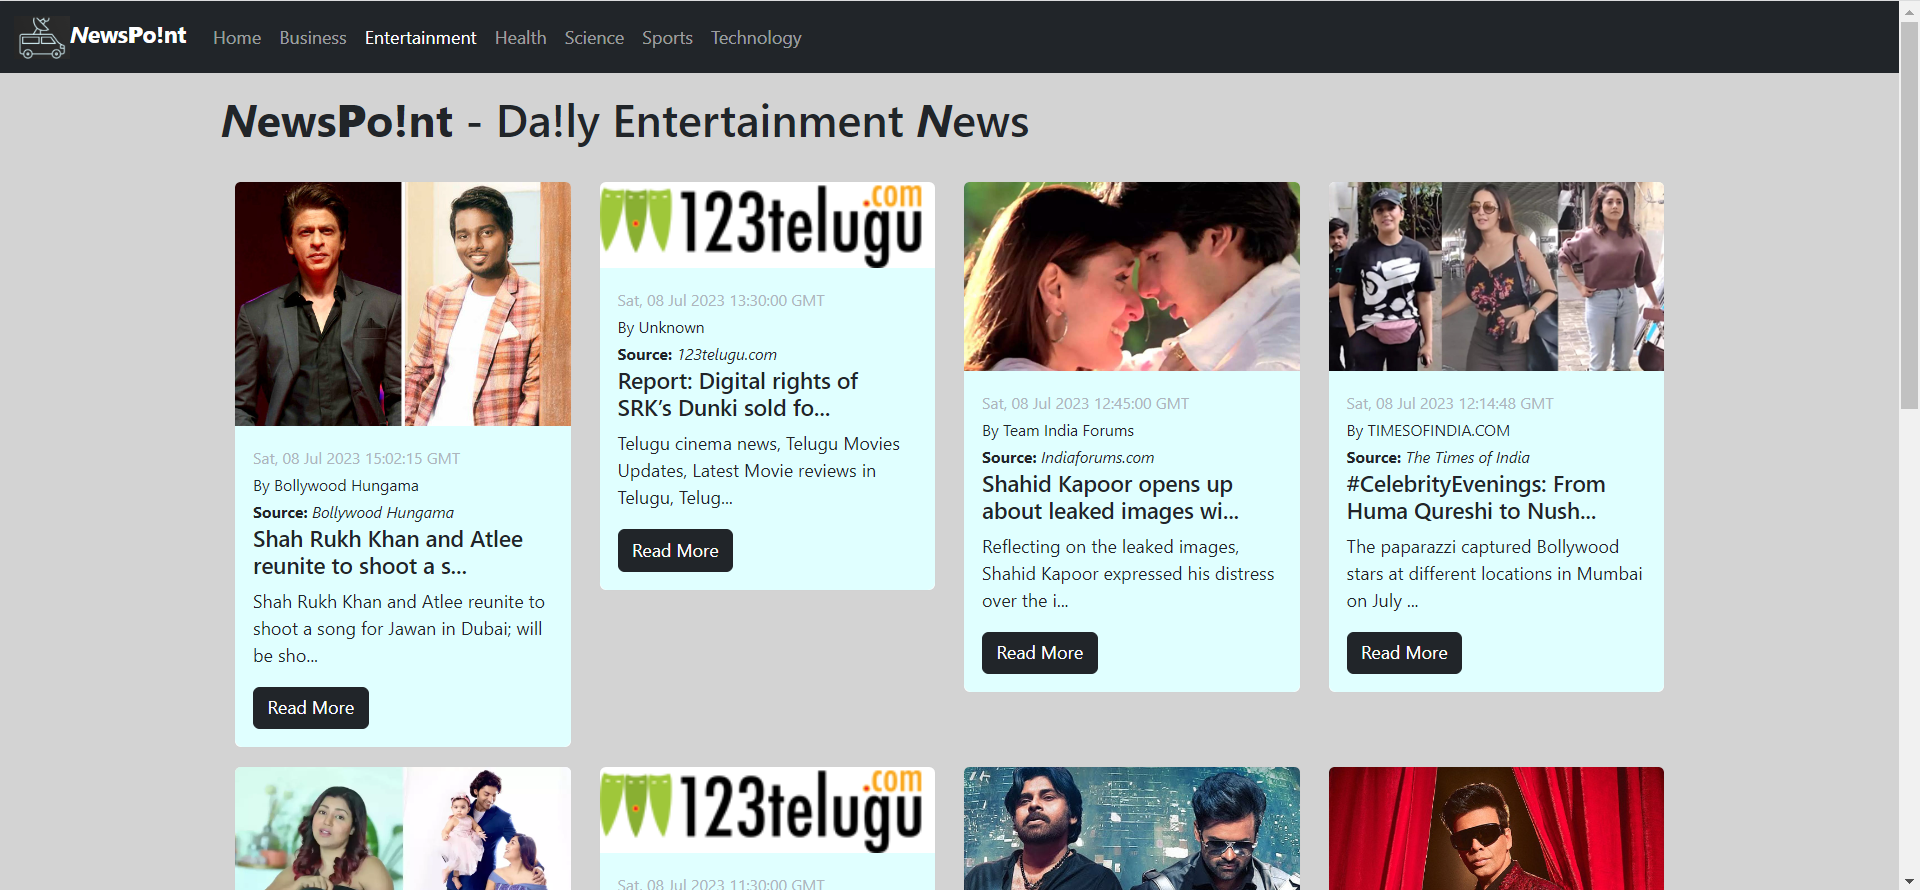 NewsPo!nt Home Business Entertainment Health Science Sports Technology
NewsPo!nt - Da!ly Entertainment News
Sat, 08 Jul 2023 15:02:15 GMT
By Bollywood Hungama
Source: Bollywood Hungama
Shah Rukh Khan and Atlee
reunite to shoot a s...
Shah Rukh Khan and Atlee reunite to
shoot a song for Jawan in Dubai; will
be sho...
Read More
123telugu
.com
Sat, 08 Jul 2023 13:30:00 GMT
By Unknown
Source: 123telugu.com
Report: Digital rights of
SRK’s Dunki sold fo...
Telugu cinema news, Telugu Movies
Updates, Latest Movie reviews in
Telugu, Telug...
Read More
Sat, 08 Jul 2023 12:45:00 GMT
By Team India Forums
Source: Indiaforums.com
Shahid Kapoor opens up
about leaked images wi...
Reflecting on the leaked images,
Shahid Kapoor expressed his distress
over the i...
Read More
Sat, 08 Jul 2023 12:14:48 GMT
By TIMESOFINDIA.COM
Source: The Times of India
#CelebrityEvenings: From
Huma Qureshi to Nush...
The paparazzi captured Bollywood
stars at different locations in Mumbai
on July ...
Read More
123telugu
.com
Sat, 08 Jul 2023 11:30:00 GMT